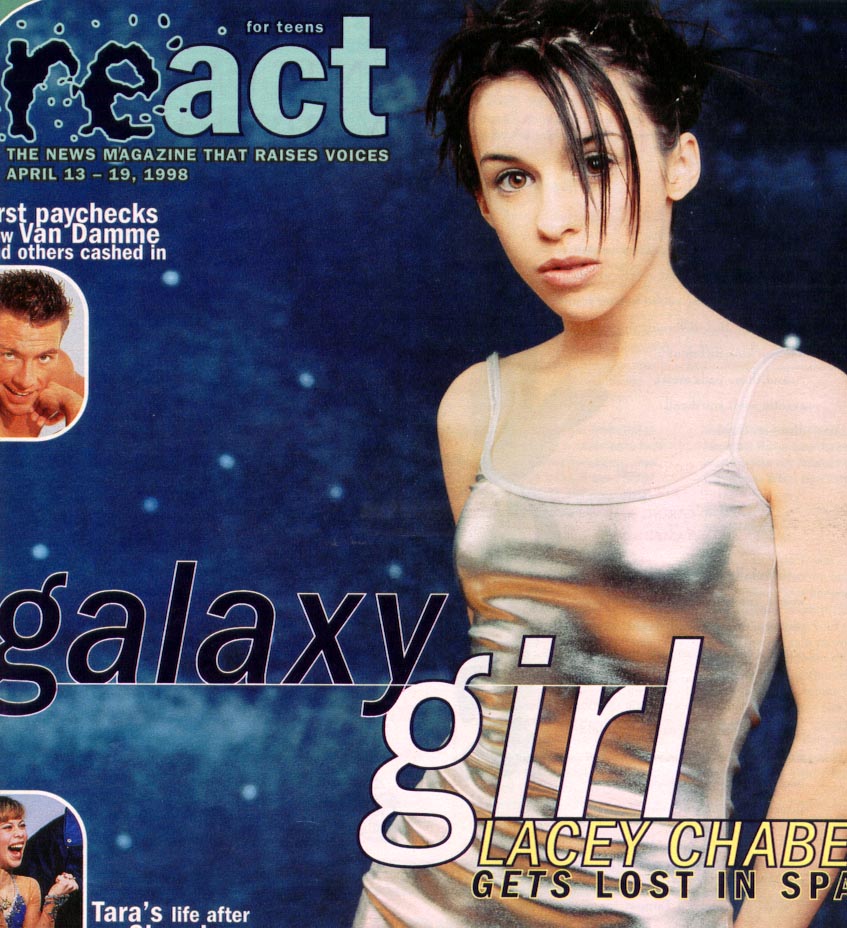 for teens
react
THE NEWS MAGAZINE THAT RAISES VOICES
APRIL 13 – 19, 1998
rst paychecks
w Van Damme
d others cashed in
galaxy
girl
LACEY CHABE
GETS LOST IN SPA
Tara's life after